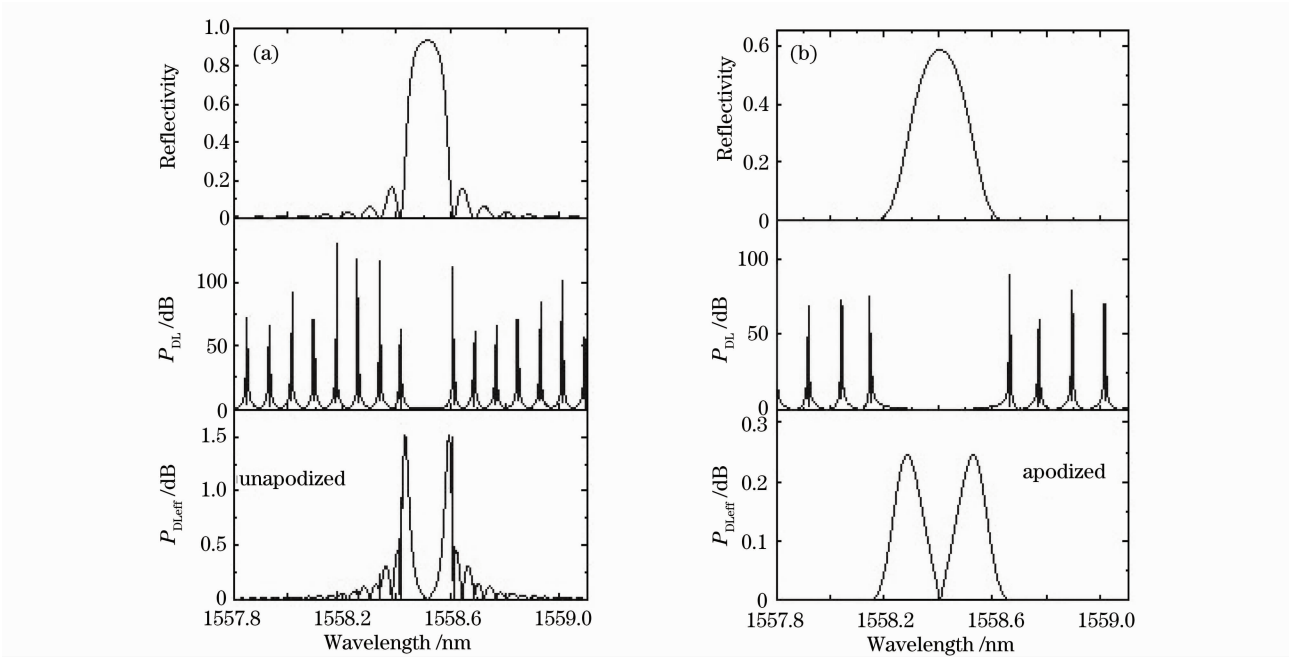 (a)
1.0
0.8
0.6
0.4
0.2
0
Reflectivity
100
50
0
P_DL /dB
1.5
1.0
0.5
0
P_DLeff /dB
unapodized
1557.8 1558.2 1558.6 1559.0
Wavelength /nm
(b)
0.6
0.4
0.2
0
Reflectivity
100
50
0
P_DL /dB
0.3
0.2
0.1
0
P_DLeff /dB
apodized
1557.8 1558.2 1558.6 1559.0
Wavelength /nm